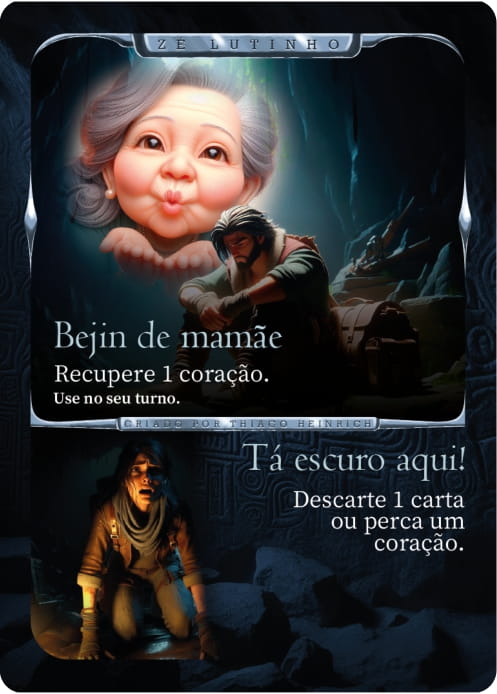 ZÉ LUTINHO
Bejin de mamãe
Recupere 1 coração.
Use no seu turno.
CRIADO POR THIAGO HEINRICH
Tá escuro aqui!
Descarte 1 carta
ou perca um
coração.